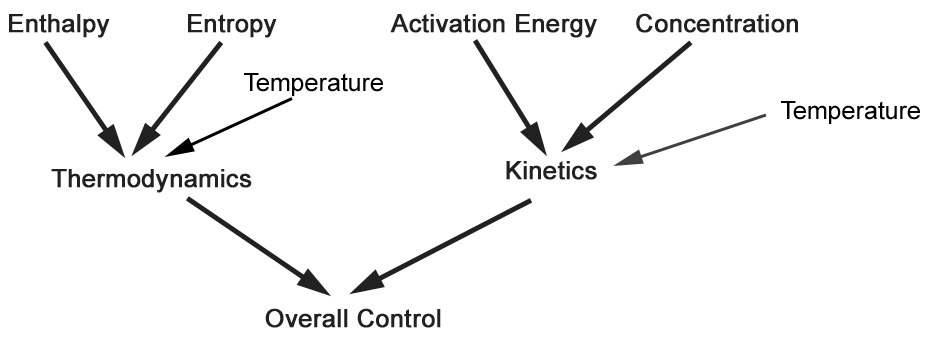 Enthalpy Entropy Activation Energy Concentration
Temperature
Temperature
Thermodynamics
Kinetics
Overall Control